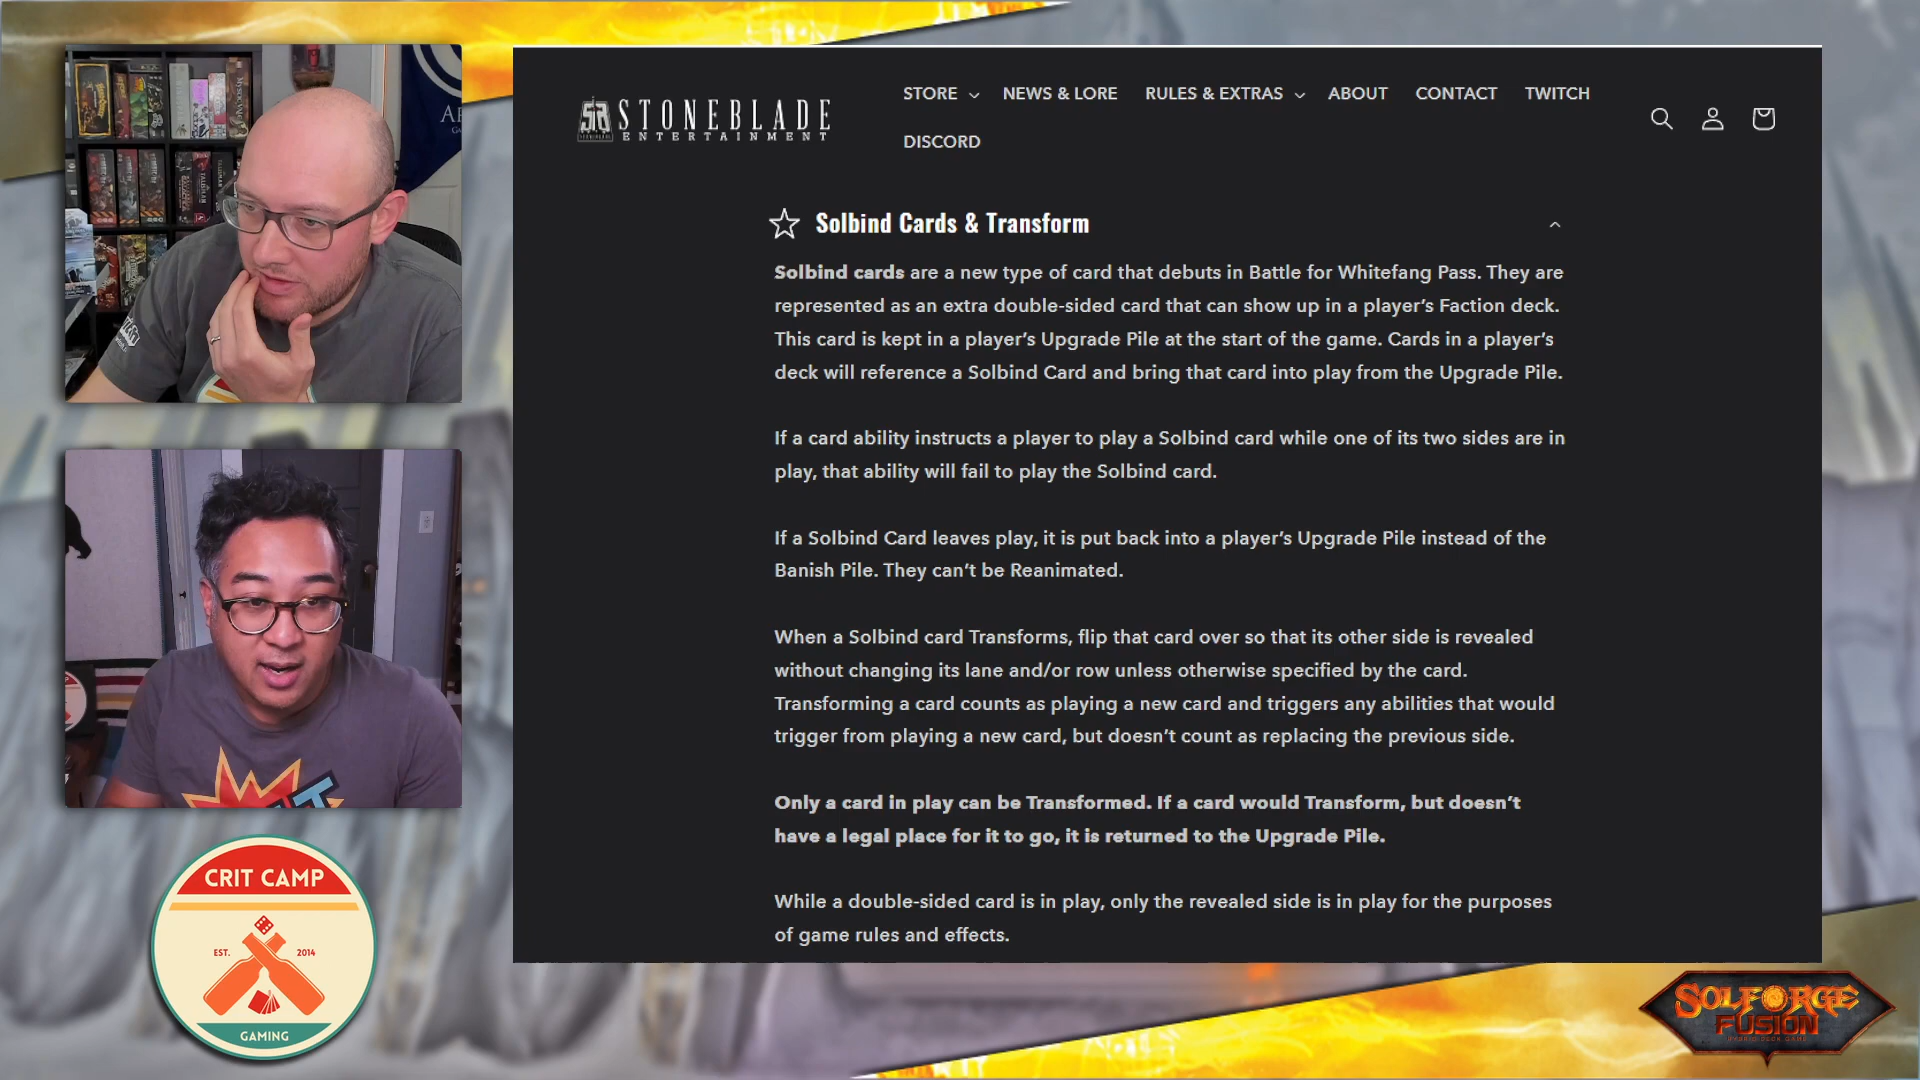 STORE
NEWS & LORE
RULES & EXTRAS
ABOUT
CONTACT
TWITCH
DISCORD
SB STONEBLADE
ENTERTAINMENT
Solbind Cards & Transform
Solbind cards are a new type of card that debuts in Battle for Whitefang Pass. They are
represented as an extra double-sided card that can show up in a player’s Faction deck.
This card is kept in a player’s Upgrade Pile at the start of the game. Cards in a player’s
deck will reference a Solbind Card and bring that card into play from the Upgrade Pile.
If a card ability instructs a player to play a Solbind card while one of its two sides are in
play, that ability will fail to play the Solbind card.
If a Solbind Card leaves play, it is put back into a player’s Upgrade Pile instead of the
Banish Pile. They can’t be Reanimated.
When a Solbind card Transforms, flip that card over so that its other side is revealed
without changing its lane and/or row unless otherwise specified by the card.
Transforming a card counts as playing a new card and triggers any abilities that would
trigger from playing a new card, but doesn’t count as replacing the previous side.
Only a card in play can be Transformed. If a card would Transform, but doesn’t
have a legal place for it to go, it is returned to the Upgrade Pile.
While a double-sided card is in play, only the revealed side is in play for the purposes
of game rules and effects.
CRIT CAMP
EST. 2014
GAMING
SOLFORGE
FUSION
HYBRID DECK GAME